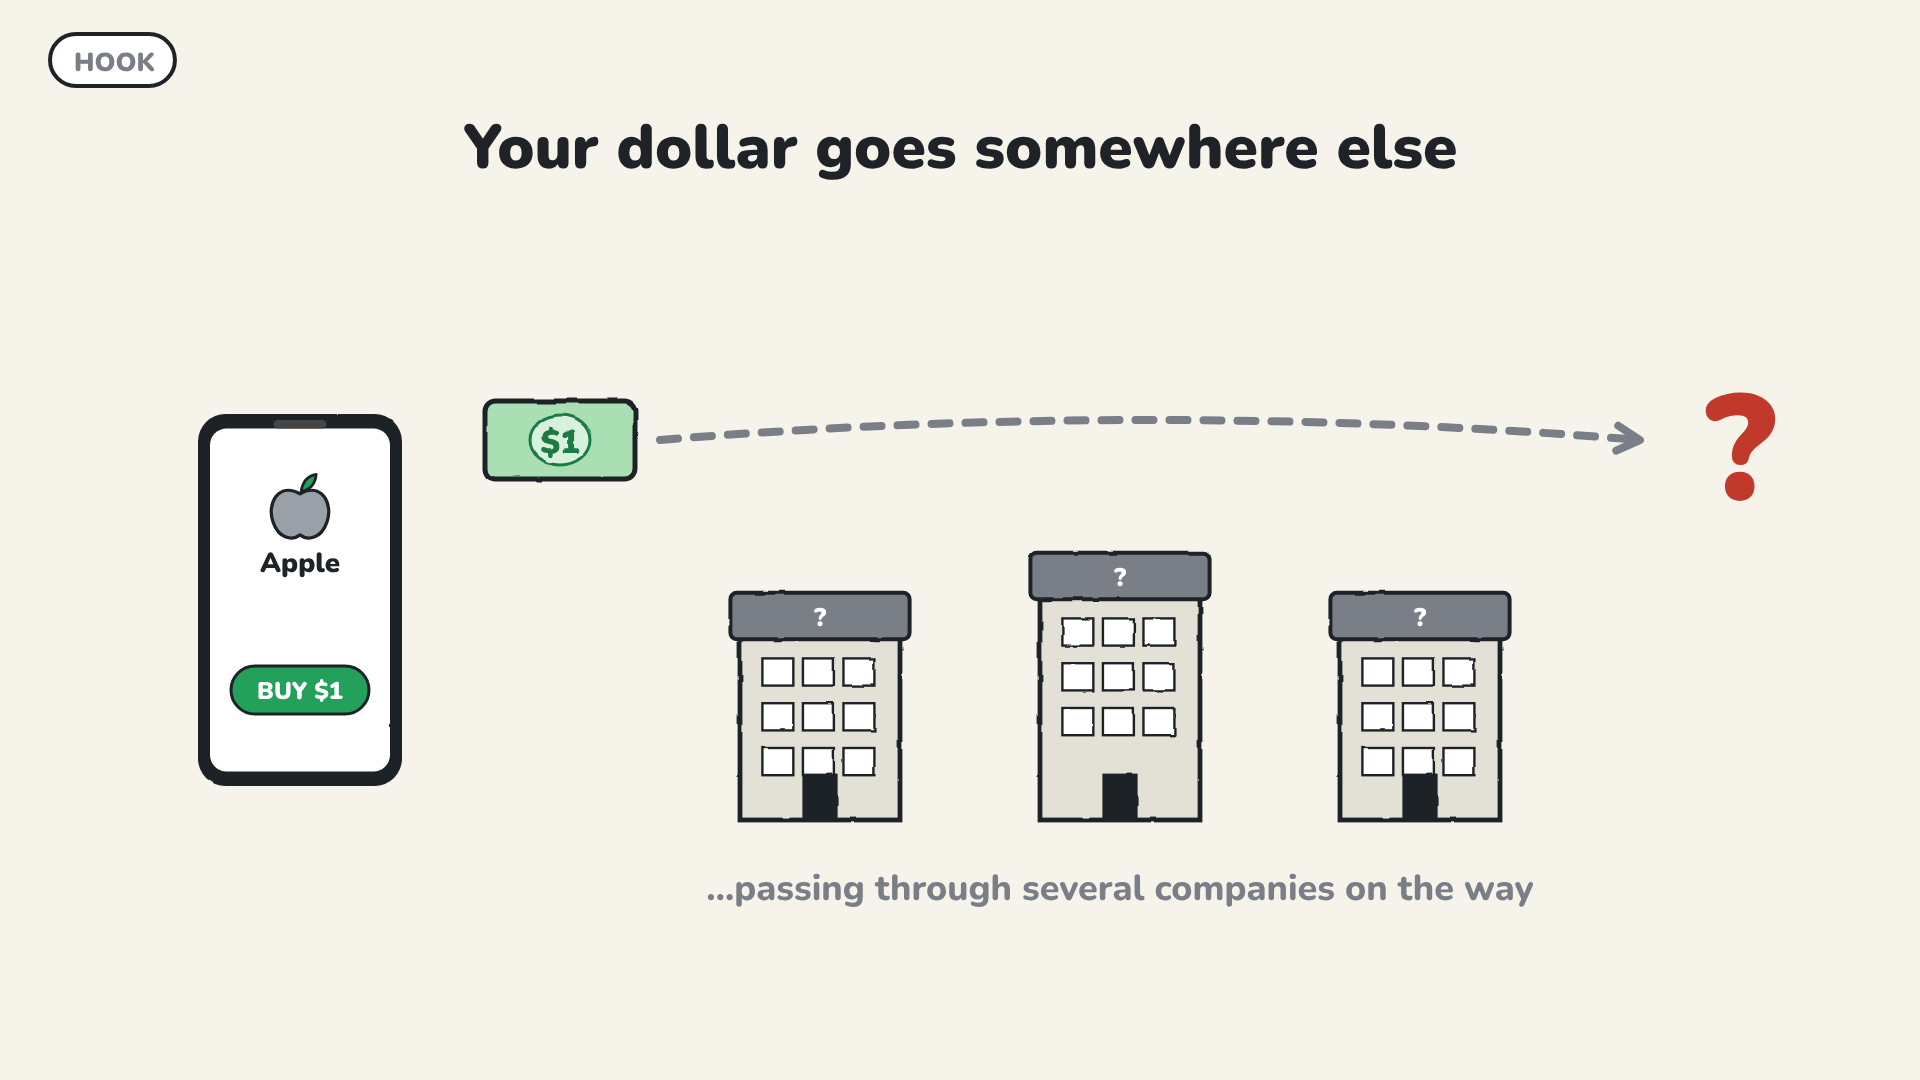 HOOK
Your dollar goes somewhere else
$1
?
Apple
?
?
?
BUY $1
...passing through several companies on the way